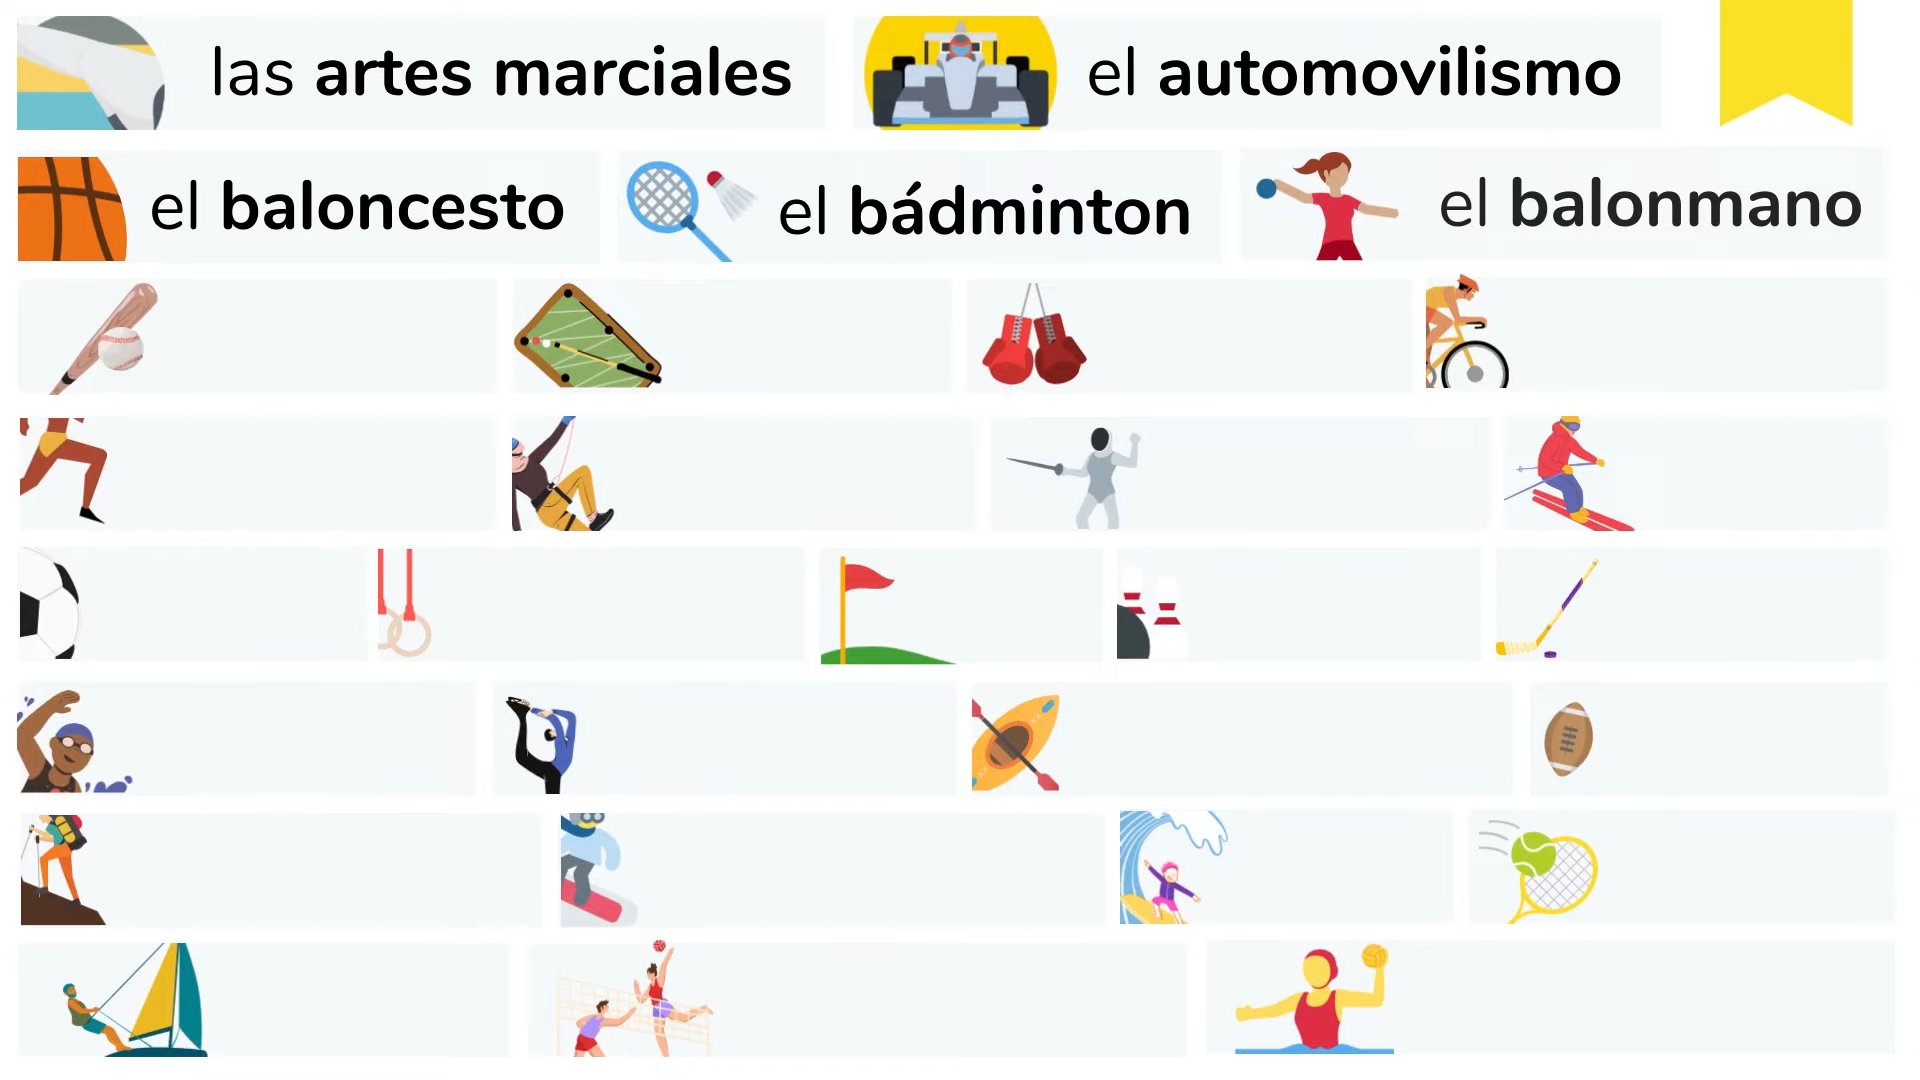 las artes marciales
el automovilismo
el baloncesto
el bádminton
el balonmano